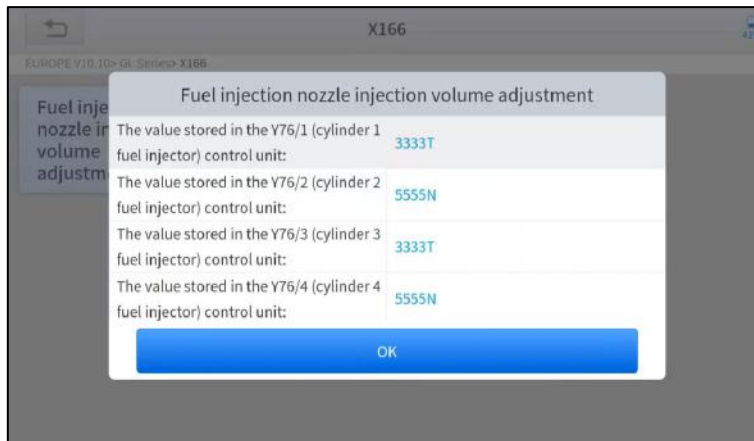 X166
EUROPE V10.10> GL Series> X166
Fuel injection nozzle injection volume adjustment
Fuel inje
nozzle in
volume
adjustm
The value stored in the Y76/1 (cylinder 1
fuel injector) control unit:
3333T
The value stored in the Y76/2 (cylinder 2
fuel injector) control unit:
5555N
The value stored in the Y76/3 (cylinder 3
fuel injector) control unit:
3333T
The value stored in the Y76/4 (cylinder 4
fuel injector) control unit:
5555N
OK